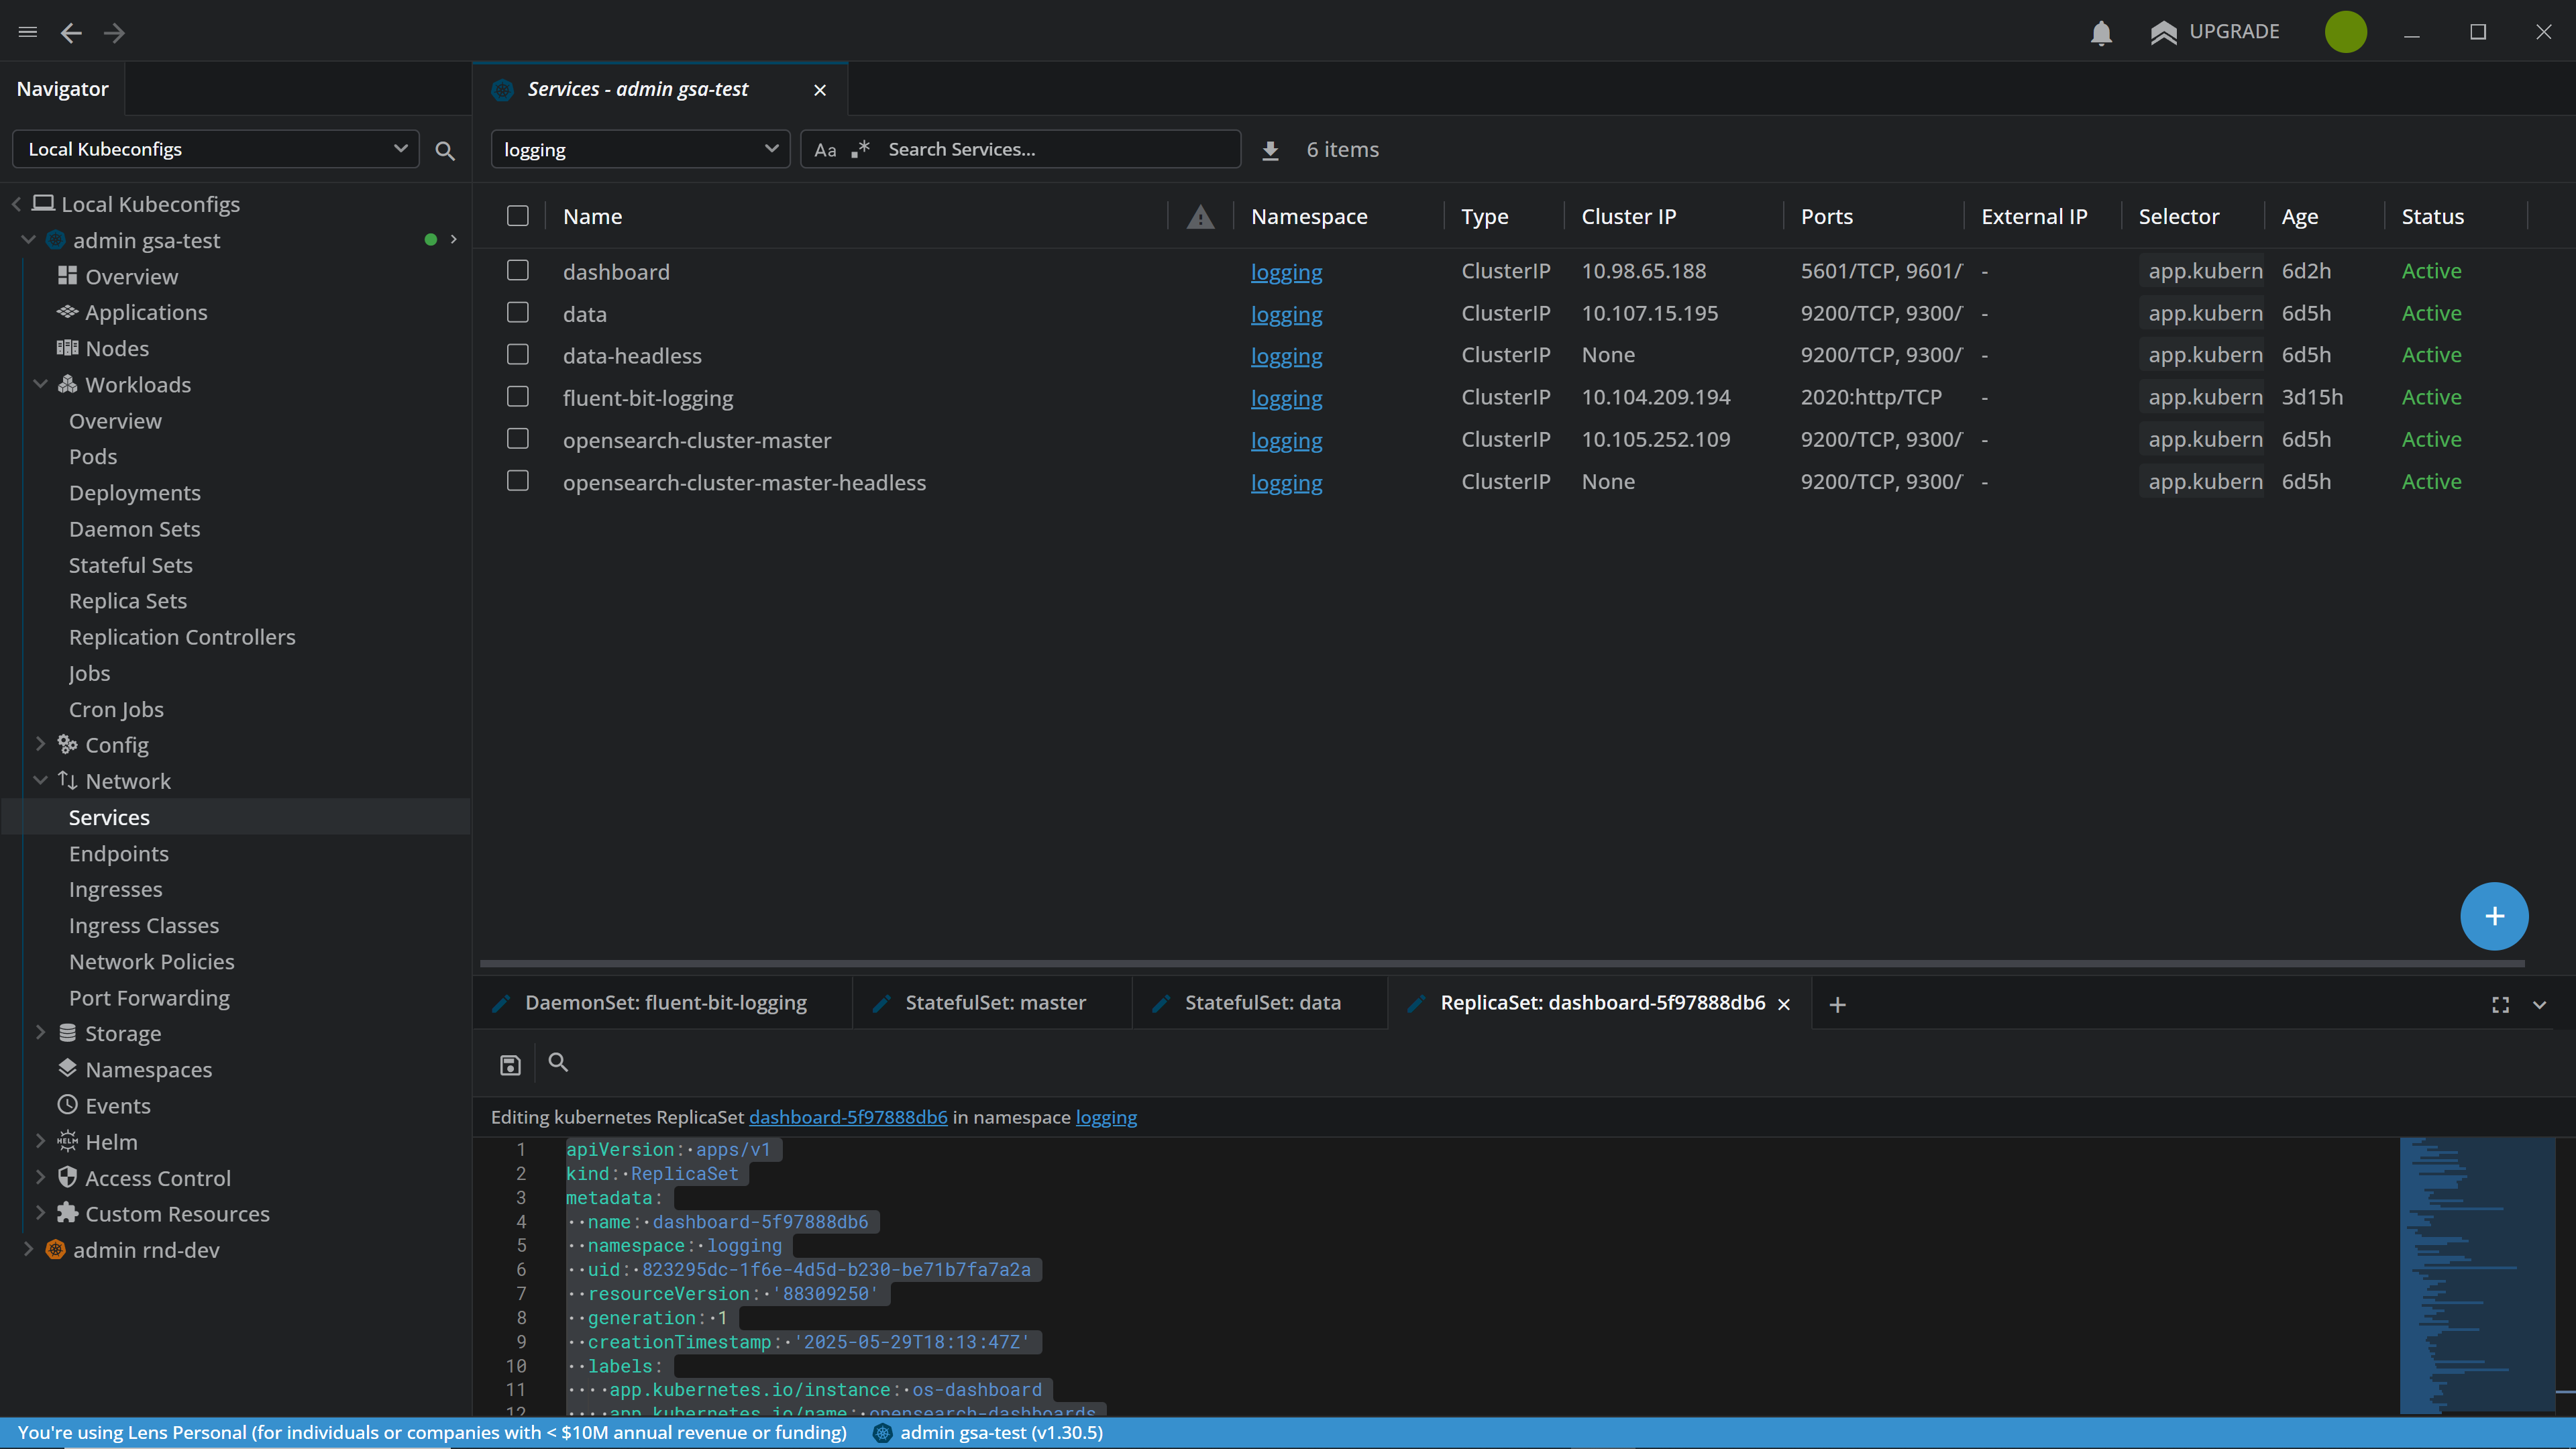 UPGRADE
Navigator
Services - admin gsa-test
Local Kubeconfigs
logging
Aa
Search Services...
6 items
Local Kubeconfigs
admin gsa-test
Overview
Applications
Nodes
Workloads
Overview
Pods
Deployments
Daemon Sets
Stateful Sets
Replica Sets
Replication Controllers
Jobs
Cron Jobs
Config
Network
Services
Endpoints
Ingresses
Ingress Classes
Network Policies
Port Forwarding
Storage
Namespaces
Events
HELM Helm
Access Control
Custom Resources
admin rnd-dev
Name Namespace Type Cluster IP Ports External IP Selector Age Status
dashboard logging ClusterIP 10.98.65.188 5601/TCP, 9601/ - app.kubern 6d2h Active
data logging ClusterIP 10.107.15.195 9200/TCP, 9300/ - app.kubern 6d5h Active
data-headless logging ClusterIP None 9200/TCP, 9300/ - app.kubern 6d5h Active
fluent-bit-logging logging ClusterIP 10.104.209.194 2020:http/TCP - app.kubern 3d15h Active
opensearch-cluster-master logging ClusterIP 10.105.252.109 9200/TCP, 9300/ - app.kubern 6d5h Active
opensearch-cluster-master-headless logging ClusterIP None 9200/TCP, 9300/ - app.kubern 6d5h Active
DaemonSet: fluent-bit-logging StatefulSet: master StatefulSet: data ReplicaSet: dashboard-5f97888db6
Editing kubernetes ReplicaSet dashboard-5f97888db6 in namespace logging
1 apiVersion: apps/v1
2 kind: ReplicaSet
3 metadata:
4 name: dashboard-5f97888db6
5 namespace: logging
6 uid: 823295dc-1f6e-4d5d-b230-be71b7fa7a2a
7 resourceVersion: '88309250'
8 generation: 1
9 creationTimestamp: '2025-05-29T18:13:47Z'
10 labels:
11 app.kubernetes.io/instance: os-dashboard
12 app.kubernetes.io/name: opensearch-dashboards
You're using Lens Personal (for individuals or companies with < $10M annual revenue or funding) admin gsa-test (v1.30.5)